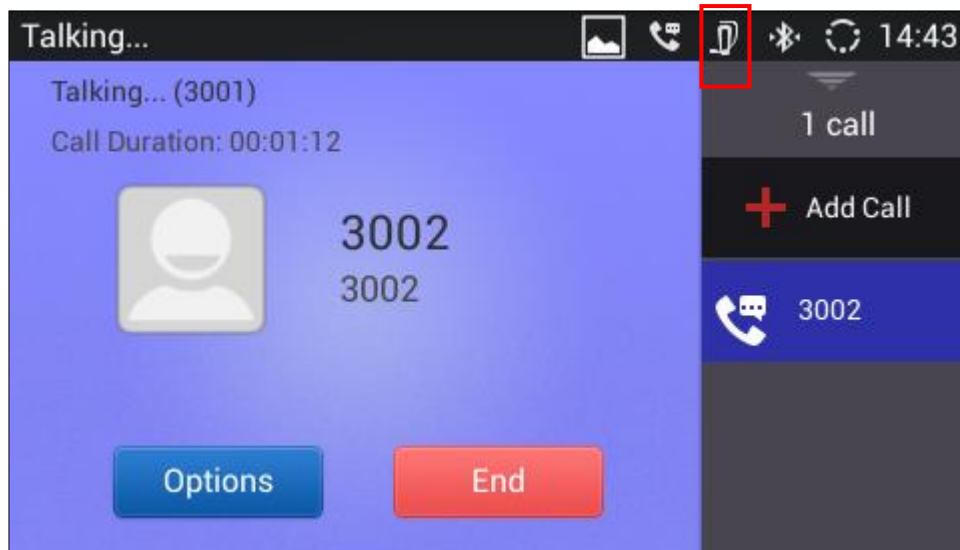 Talking...
14:43
Talking... (3001)
Call Duration: 00:01:12
3002
3002
Options
End
1 call
Add Call
3002